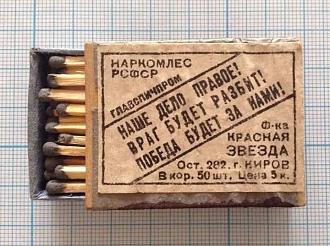 НАРКОМЛЕС
РСФСР
ГЛАВСПИЧПРОМ
НАШЕ ДЕЛО ПРАВОЕ!
ВРАГ БУДЕТ РАЗБИТ!
ПОБЕДА БУДЕТ ЗА НАМИ!
Ф-ка
КРАСНАЯ
ЗВЕЗДА
Ост. 282. г. КИРОВ
В кор. 50 шт. Цена 5 к.